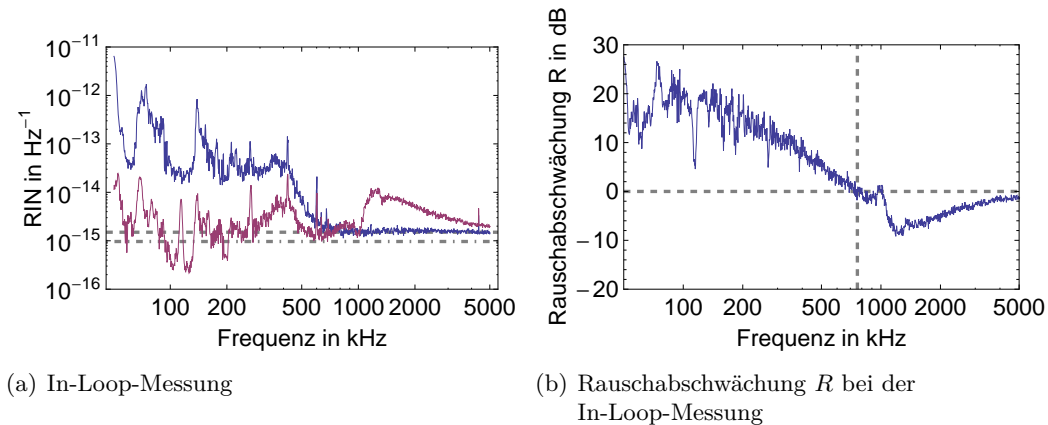 RIN in Hz⁻¹
10⁻¹¹
10⁻¹²
10⁻¹³
10⁻¹⁴
10⁻¹⁵
10⁻¹⁶
100 200 500 1000 2000 5000
Frequenz in kHz
(a) In-Loop-Messung
Rauschabschwächung R in dB
30
20
10
0
−10
−20
100 200 500 1000 2000 5000
Frequenz in kHz
(b) Rauschabschwächung R bei der
In-Loop-Messung